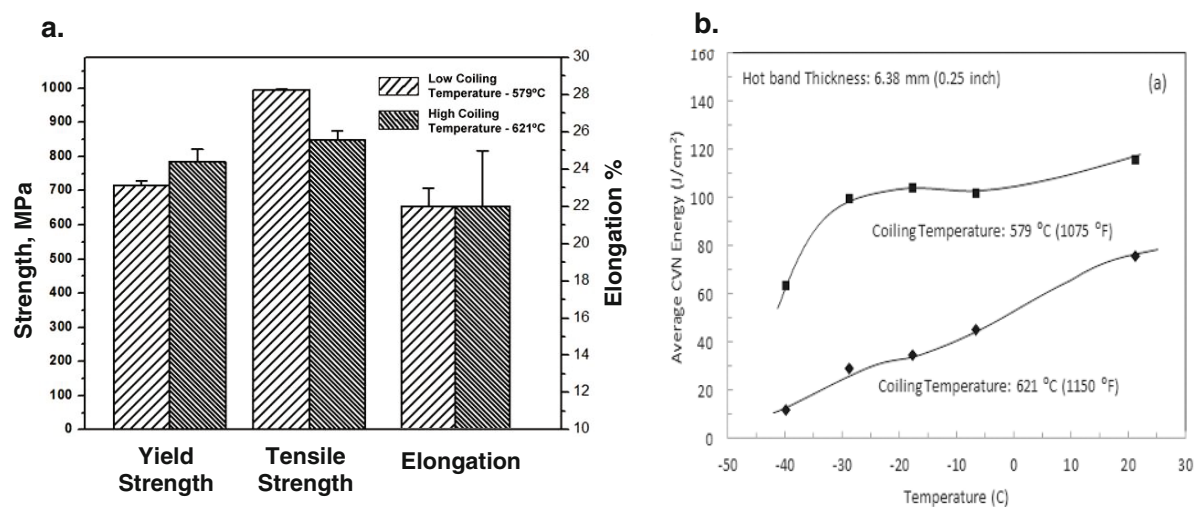 a.
Strength, MPa
1000
900
800
700
600
500
400
300
200
100
0
Low Coiling
Temperature - 579ºC
High Coiling
Temperature - 621ºC
30
28
26
24
22
20
18
16
14
12
10
Elongation %
Yield
Strength
Tensile
Strength
Elongation
b.
Average CVN Energy (J/cm²)
160
140
120
100
80
60
40
20
0
Hot band Thickness: 6.38 mm (0.25 inch)
(a)
Coiling Temperature: 579 ⁰C (1075 ⁰F)
Coiling Temperature: 621 ⁰C (1150 ⁰F)
-50
-40
-30
-20
-10
0
10
20
30
Temperature (C)